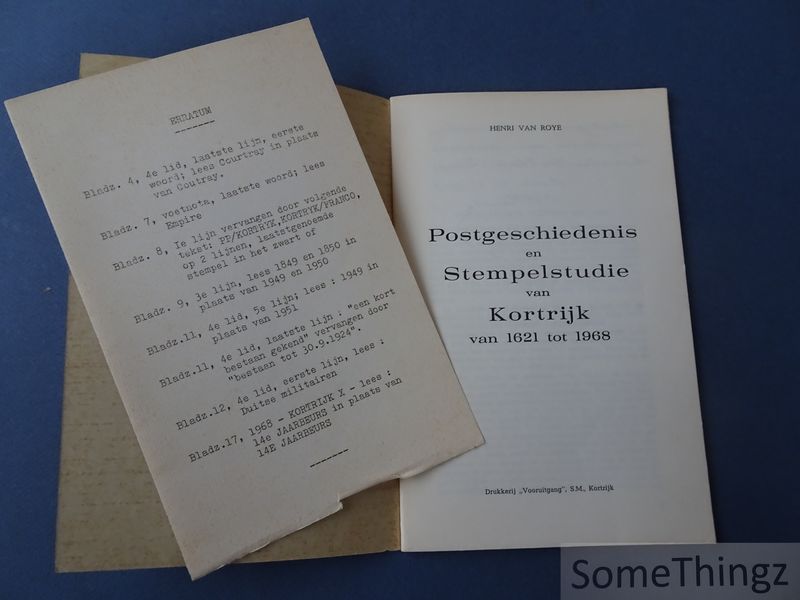 ERRATUM
Bladz. 4, 4e lid, laatste lijn, eerste
woord; lees Courtray in plaats
van Coutray.
Bladz. 7, voetnota, laatste woord; lees
Empire
Bladz. 8, Ie lijn vervangen door volgende
tekst: PP/KORTRYK,KORTRYK/FRANCO,
op 2 lijnen, laatstgenoemde
stempel in het zwart of
Bladz. 9, 3e lijn, lees 1849 en 1850 in
plaats van 1949 en 1950
Bladz.11, 4e lid, 5e lijn; lees : 1949 in
plaats van 1951
Bladz.11, 4e lid, laatste lijn : "een kort
bestaan gekend" vervangen door
"bestaan tot 30.9.1924".
Bladz.12, 4e lid, eerste lijn, lees :
Duitse militairen
Bladz.17, 1968 - KORTRIJK X - lees :
14e JAARBEURS in plaats van
14E JAARBEURS
HENRI VAN ROYE
Postgeschiedenis
en
Stempelstudie
van
Kortrijk
van 1621 tot 1968
Drukkerij „Vooruitgang", S.M., Kortrijk
SomeThingz